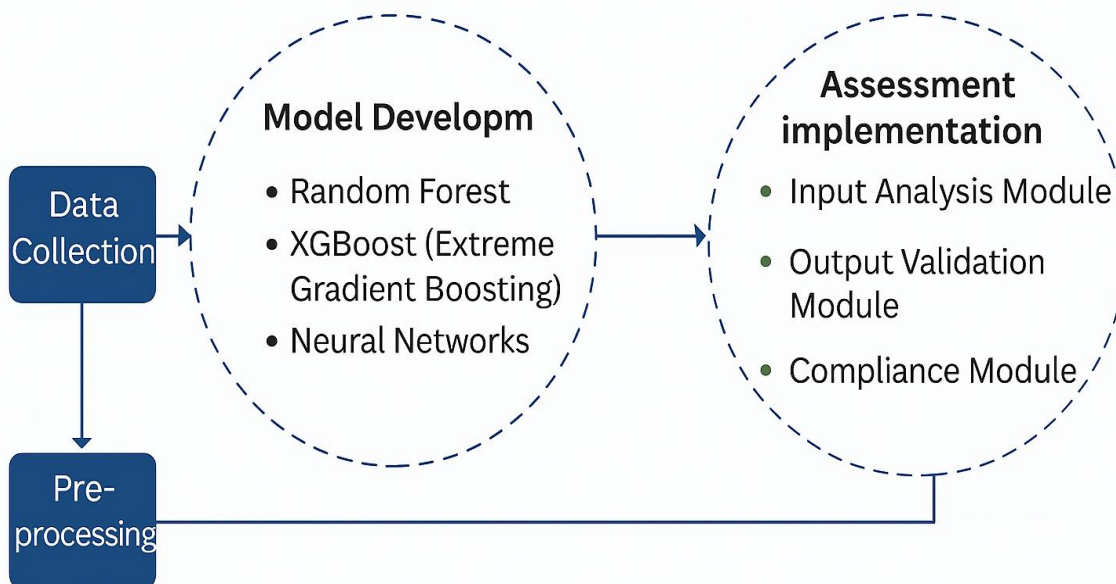 Data
Collection
Pre-
processing
Model Developm
• Random Forest
• XGBoost (Extreme
Gradient Boosting)
• Neural Networks
Assessment
implementation
• Input Analysis Module
• Output Validation
Module
• Compliance Module